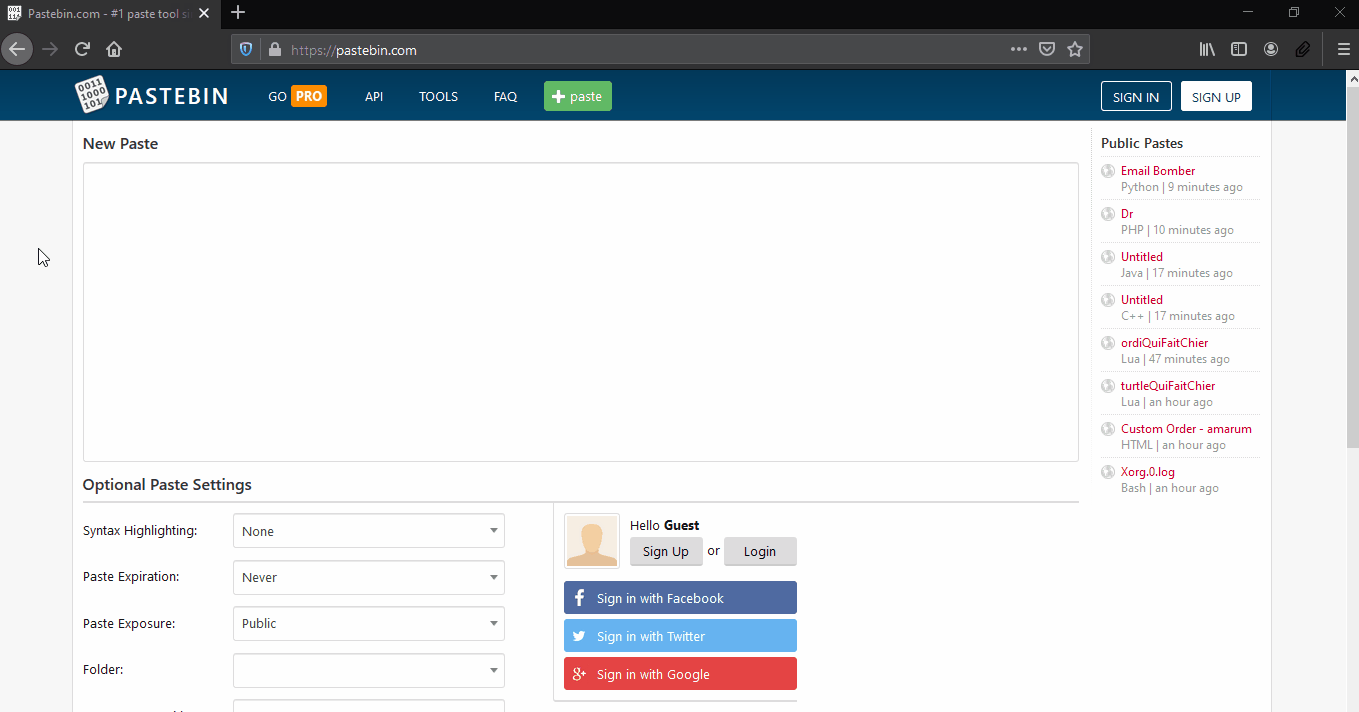 Pastebin.com - #1 paste tool si
https://pastebin.com
0011
1000
101
PASTEBIN
GO PRO
API
TOOLS
FAQ
paste
SIGN IN
SIGN UP
New Paste
Optional Paste Settings
Syntax Highlighting:
None
Paste Expiration:
Never
Paste Exposure:
Public
Folder:
Hello Guest
Sign Up or Login
Sign in with Facebook
Sign in with Twitter
Sign in with Google
Public Pastes
Email Bomber
Python | 9 minutes ago
Dr
PHP | 10 minutes ago
Untitled
Java | 17 minutes ago
Untitled
C++ | 17 minutes ago
ordiQuiFaitChier
Lua | 47 minutes ago
turtleQuiFaitChier
Lua | an hour ago
Custom Order - amarum
HTML | an hour ago
Xorg.0.log
Bash | an hour ago